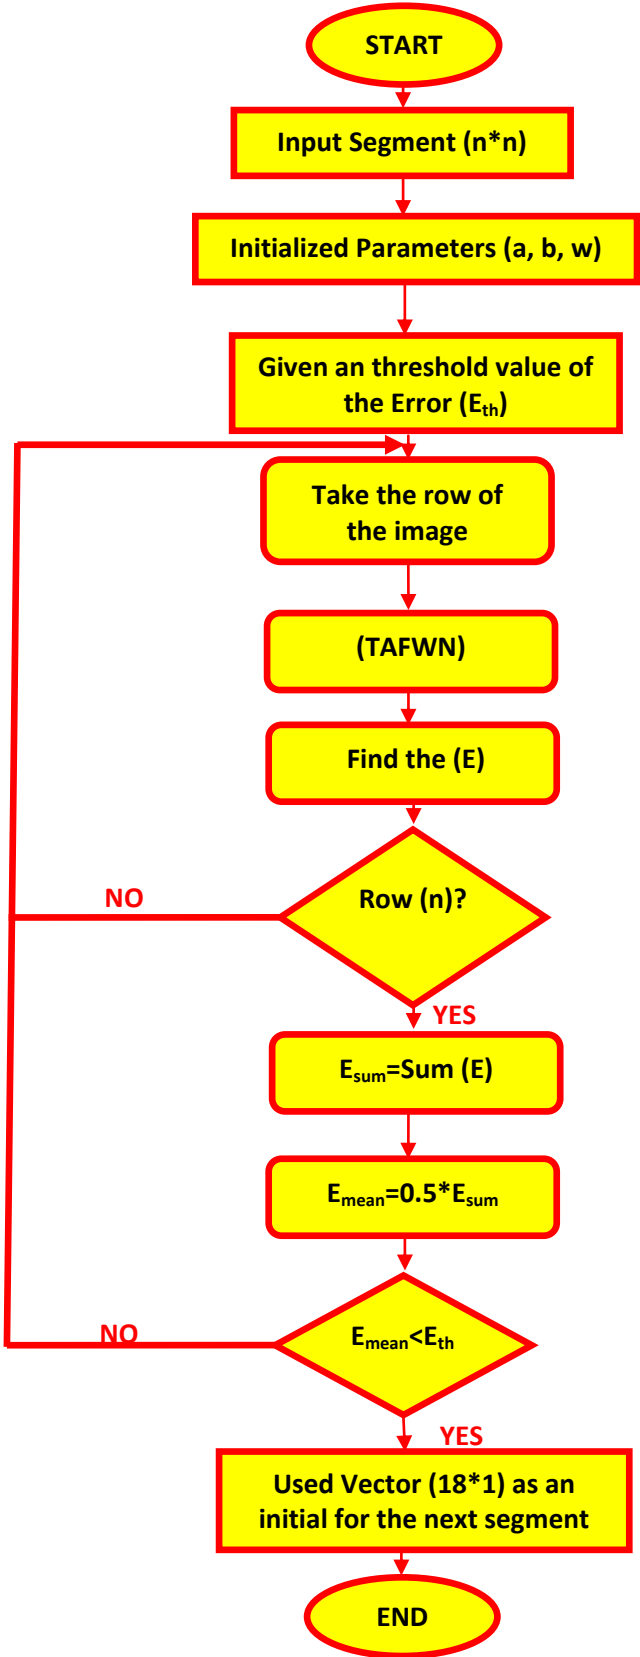 START
Input Segment (n*n)
Initialized Parameters (a, b, w)
Given an threshold value of
the Error (Eth)
Take the row of
the image
(TAFWN)
Find the (E)
Row (n)?
NO
YES
Esum=Sum (E)
Emean=0.5*Esum
Emean<Eth
NO
YES
Used Vector (18*1) as an
initial for the next segment
END